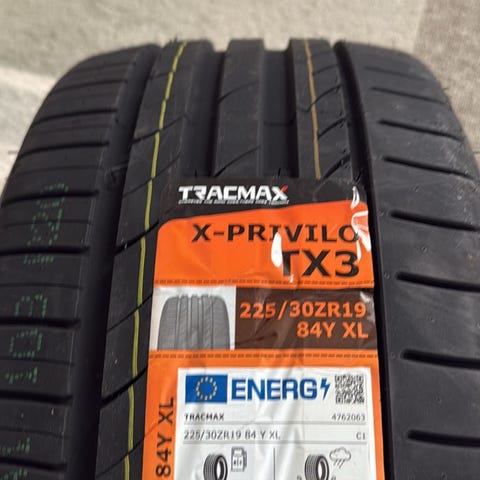 TRACMAX
X-PRIVILO
TX3
225/30ZR19
84Y XL
84Y XL
ENERG
TRACMAX 4762063
225/30ZR19 84 Y XL C1